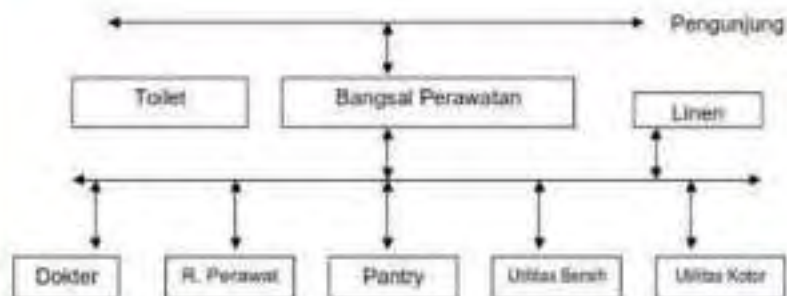 Pengunjung
Toilet
Bangsal Perawatan
Linen
Dokter
R. Perawat
Pantry
Utilitas Bersih
Utilitas Kotor